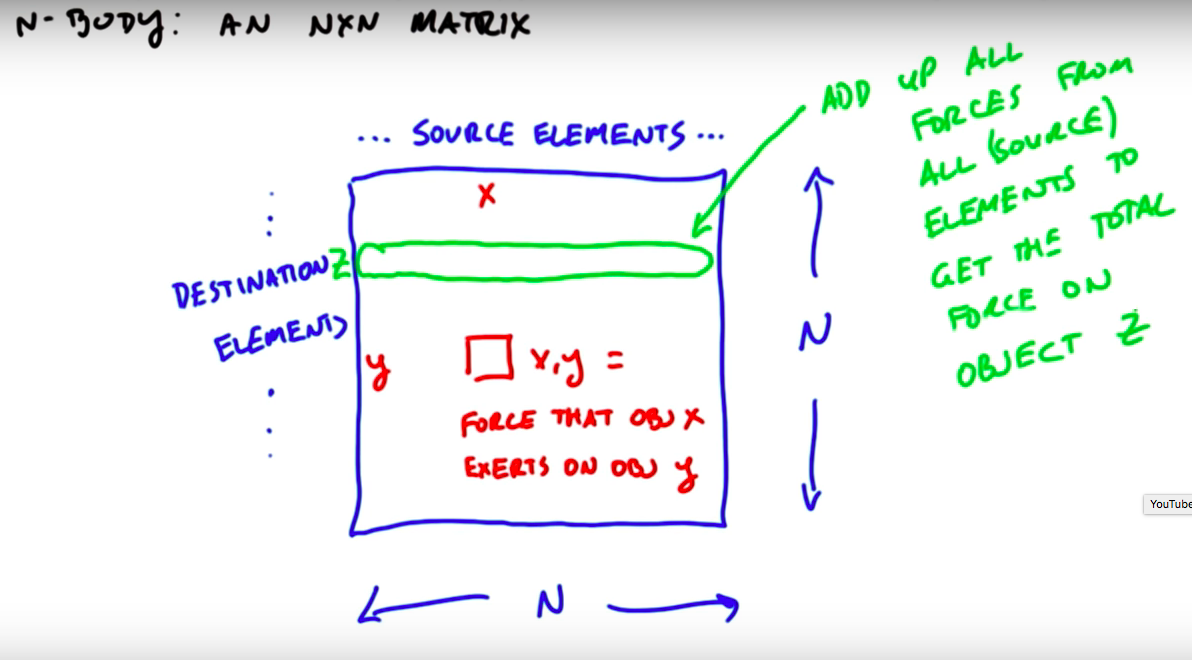 N-BODY: AN NXN MATRIX
ADD UP ALL
FORCES FROM
ALL (SOURCE)
ELEMENTS TO
GET THE TOTAL
FORCE ON
OBJECT Z
... SOURCE ELEMENTS ...
X
DESTINATION Z
ELEMENTS
y
x,y =
FORCE THAT OBJ X
EXERTS ON OBJ y
N
N
YouTube